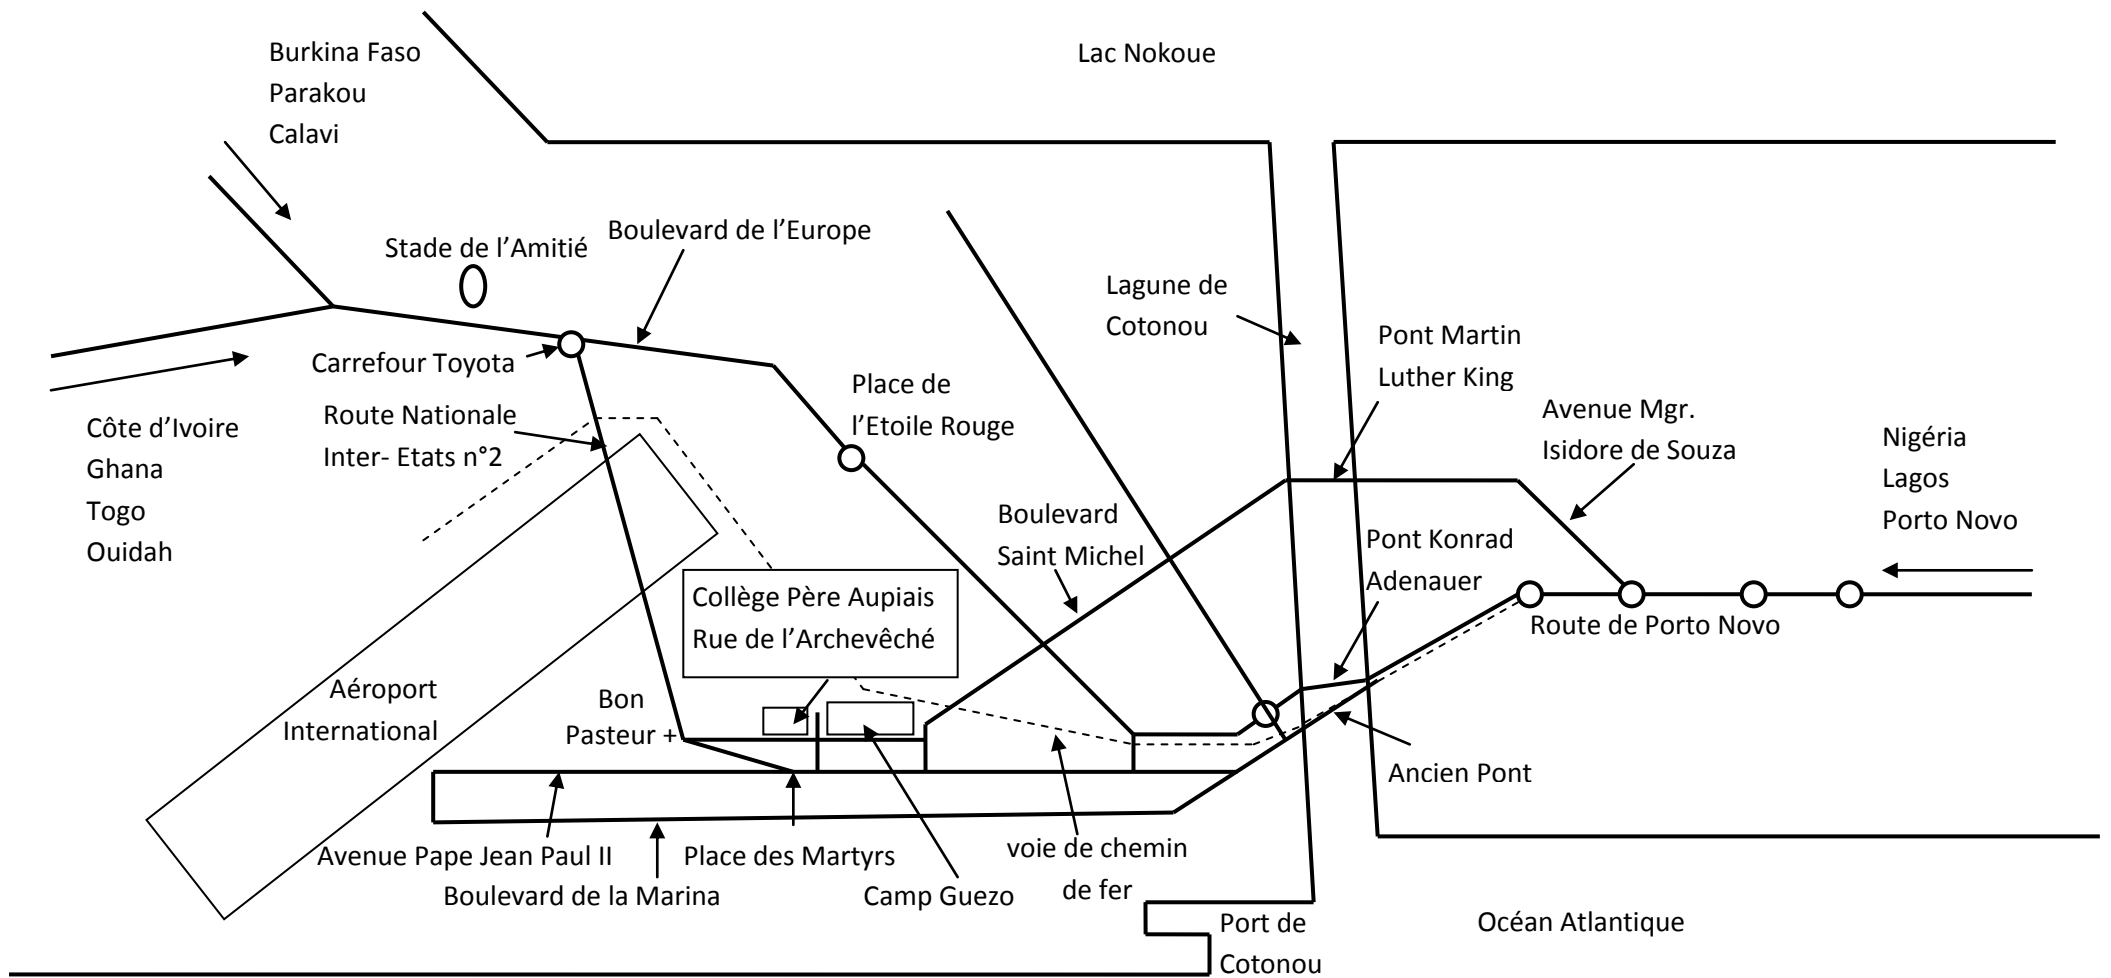 Burkina Faso
Parakou
Calavi
Lac Nokoue
Stade de l’Amitié
Boulevard de l’Europe
Lagune de
Cotonou
Carrefour Toyota
Pont Martin
Luther King
Place de
l’Etoile Rouge
Route Nationale
Inter- Etats n°2
Avenue Mgr.
Isidore de Souza
Côte d’Ivoire
Ghana
Togo
Ouidah
Nigéria
Lagos
Porto Novo
Boulevard
Saint Michel
Pont Konrad
Adenauer
Collège Père Aupiais
Rue de l’Archevêché
Route de Porto Novo
Aéroport
International
Bon
Pasteur +
Ancien Pont
Avenue Pape Jean Paul II
Place des Martyrs
voie de chemin
de fer
Boulevard de la Marina
Camp Guezo
Port de
Cotonou
Océan Atlantique